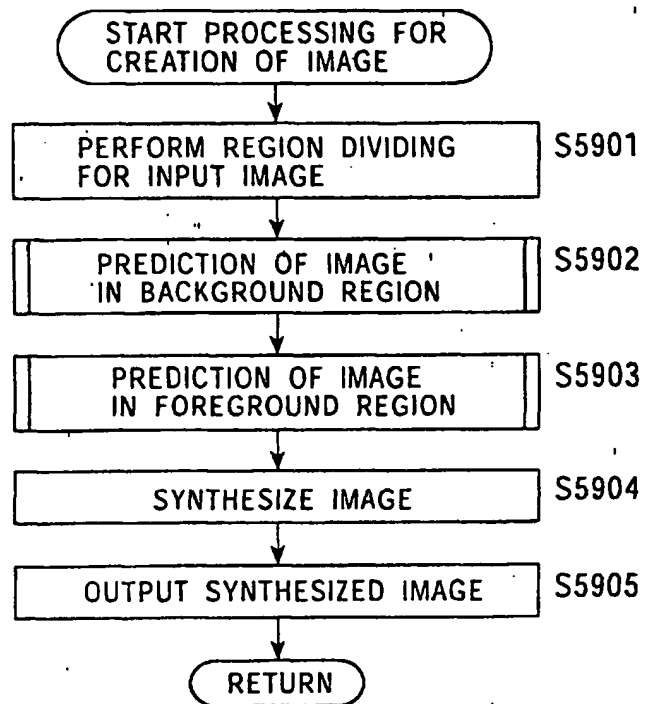 START PROCESSING FOR
CREATION OF IMAGE
PERFORM REGION DIVIDING
FOR INPUT IMAGE
S5901
PREDICTION OF IMAGE
IN BACKGROUND REGION
S5902
PREDICTION OF IMAGE
IN FOREGROUND REGION
S5903
SYNTHESIZE IMAGE
S5904
OUTPUT SYNTHESIZED IMAGE
S5905
RETURN